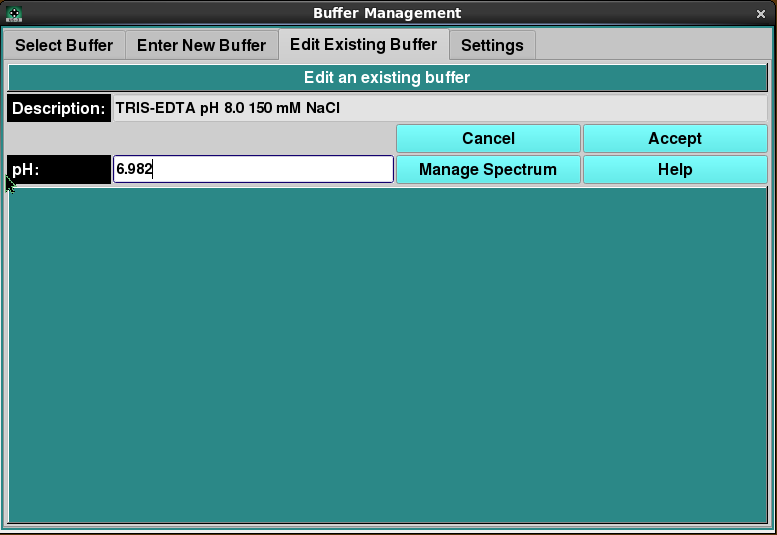 Buffer Management
Select Buffer Enter New Buffer Edit Existing Buffer Settings
Edit an existing buffer
Description: TRIS-EDTA pH 8.0 150 mM NaCl
Cancel Accept
pH: 6.982 Manage Spectrum Help